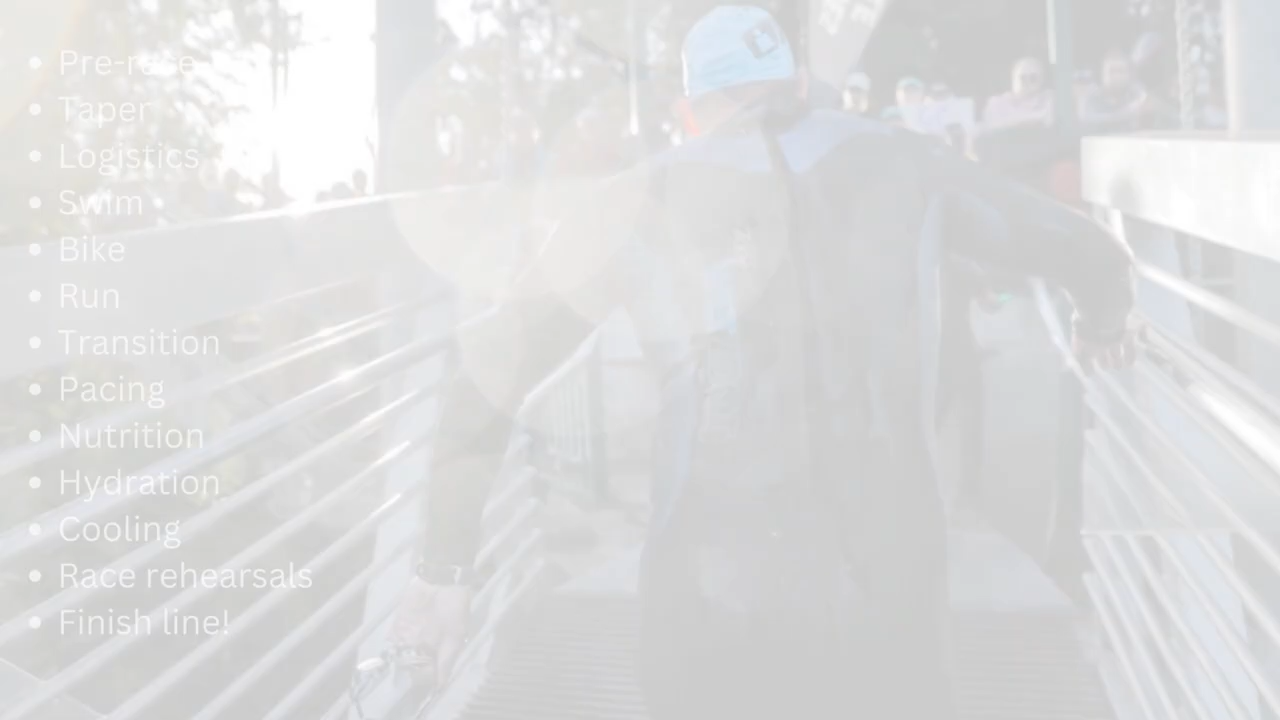 • Pre-race
• Taper
• Logistics
• Swim
• Bike
• Run
• Transition
• Pacing
• Nutrition
• Hydration
• Cooling
• Race rehearsals
• Finish line!